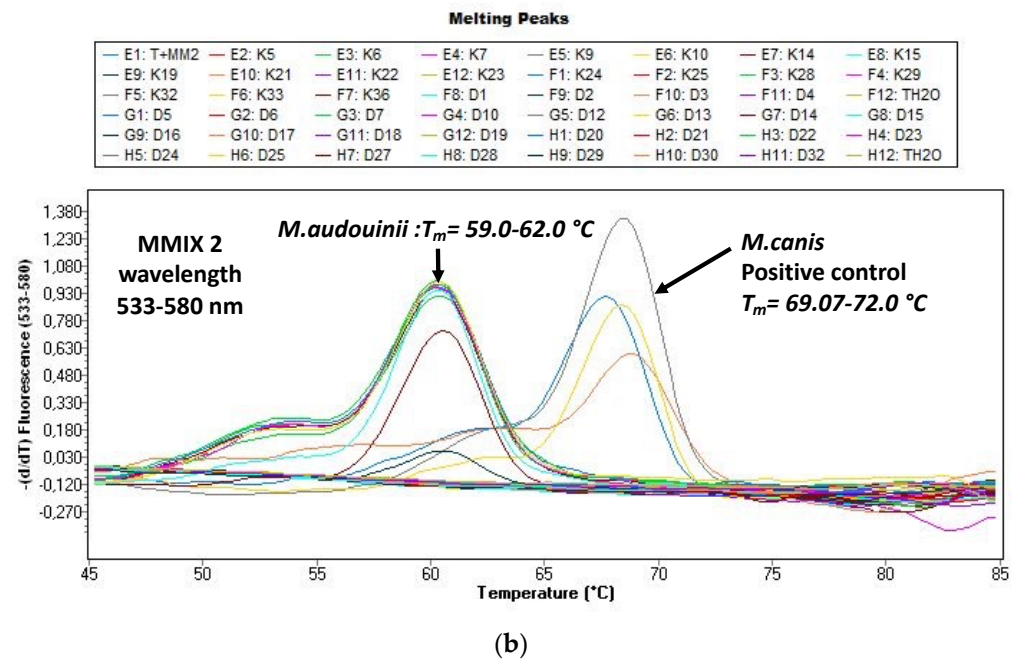 Melting Peaks
E1: T+MM2 E2: K5 E3: K6 E4: K7 E5: K9 E6: K10 E7: K14 E8: K15
E9: K19 E10: K21 E11: K22 E12: K23 F1: K24 F2: K25 F3: K28 F4: K29
F5: K32 F6: K33 F7: K36 F8: D1 F9: D2 F10: D3 F11: D4 F12: TH2O
G1: D5 G2: D6 G3: D7 G4: D10 G5: D12 G6: D13 G7: D14 G8: D15
G9: D16 G10: D17 G11: D18 G12: D19 H1: D20 H2: D21 H3: D22 H4: D23
H5: D24 H6: D25 H7: D27 H8: D28 H9: D29 H10: D30 H11: D32 H12: TH2O
1,380
1,230
1,080
0,930
0,780
0,630
0,480
0,330
0,180
0,030
-0,120
-0,270
-(d/dT) Fluorescence (533-580)
MMIX 2
wavelength
533-580 nm
M.audouinii :Tm= 59.0-62.0 °C
M.canis
Positive control
Tm= 69.07-72.0 °C
45 50 55 60 65 70 75 80 85
Temperature (°C)
(b)